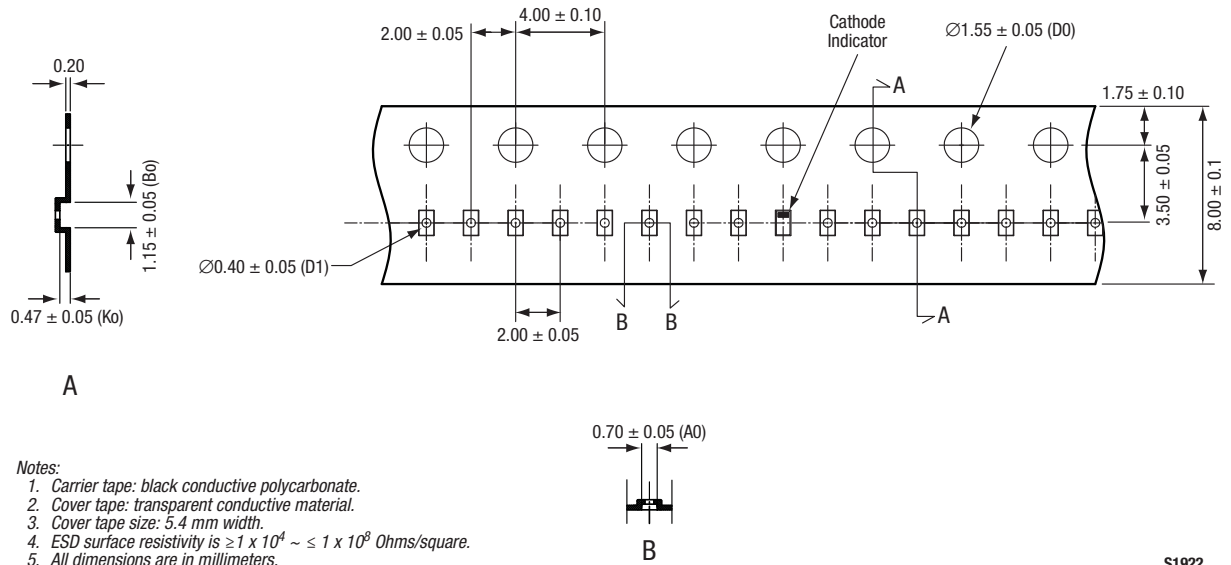 4.00 ± 0.10
2.00 ± 0.05
Cathode
Indicator
Ø1.55 ± 0.05 (D0)
0.20
A
1.75 ± 0.10
1.15 ± 0.05 (Bo)
3.50 ± 0.05
8.00 ± 0.1
Ø0.40 ± 0.05 (D1)
0.47 ± 0.05 (Ko)
B
B
A
2.00 ± 0.05
A
0.70 ± 0.05 (A0)
B
Notes:
1. Carrier tape: black conductive polycarbonate.
2. Cover tape: transparent conductive material.
3. Cover tape size: 5.4 mm width.
4. ESD surface resistivity is ≥1 x 10⁴ ~ ≤ 1 x 10⁸ Ohms/square.
5. All dimensions are in millimeters.
S1922